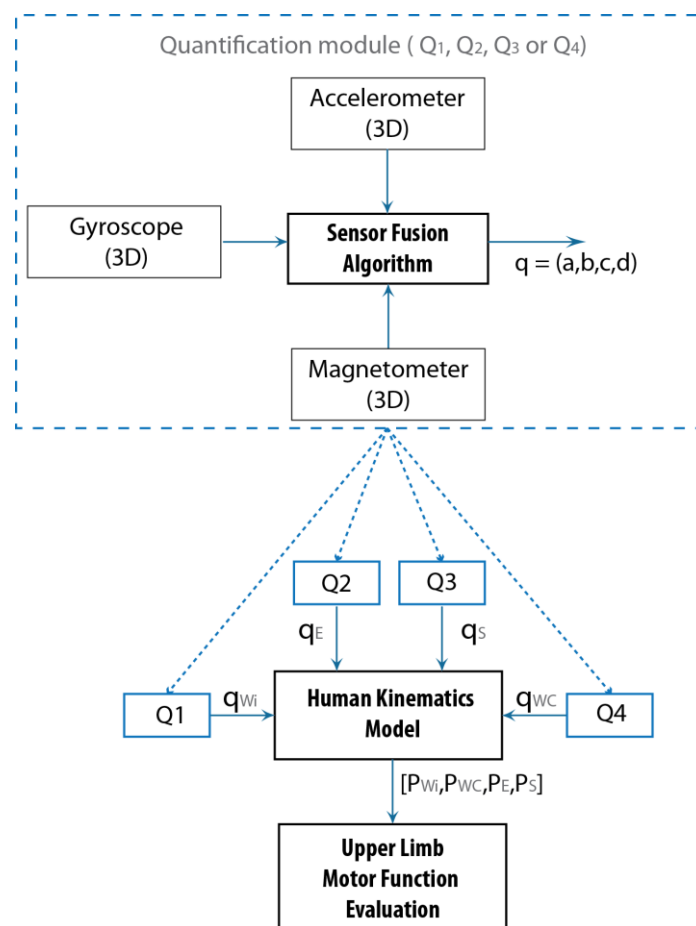 Quantification module ( Q1, Q2, Q3 or Q4)
Accelerometer
(3D)
Gyroscope
(3D)
Sensor Fusion
Algorithm
q = (a,b,c,d)
Magnetometer
(3D)
Q2
Q3
qE
qS
Q1
qWi
Human Kinematics
Model
qWC
Q4
[PWi,PWC,PE,PS]
Upper Limb
Motor Function
Evaluation